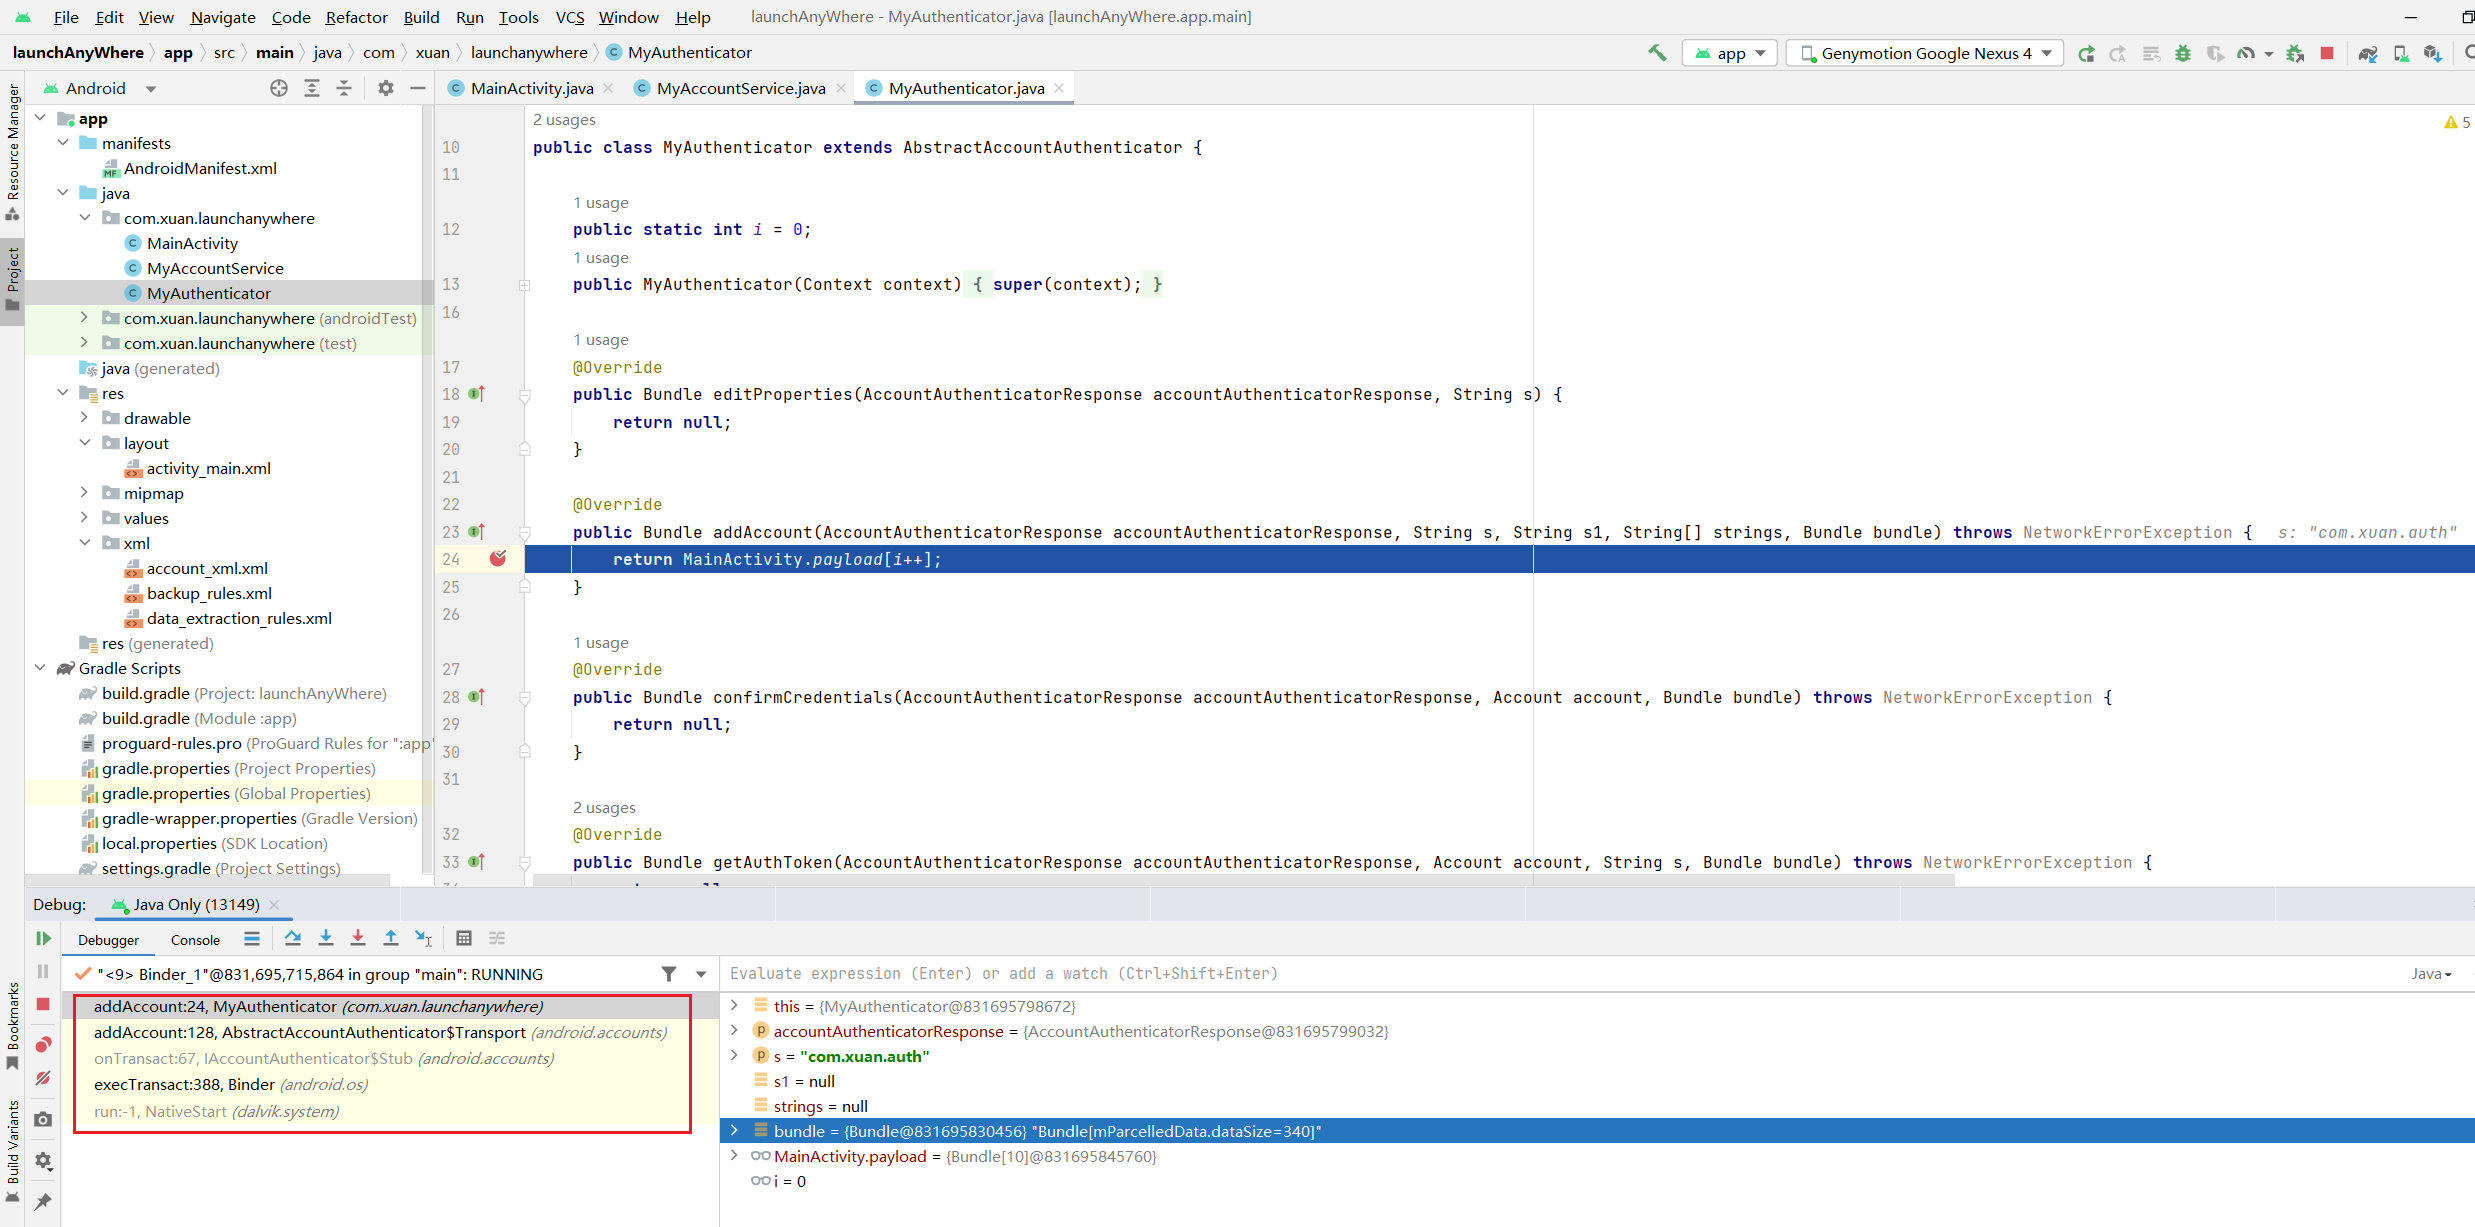 File Edit View Navigate Code Refactor Build Run Tools VCS Window Help launchAnyWhere - MyAuthenticator.java [launchAnyWhere.app.main]
launchAnyWhere app src main java com xuan launchanywhere MyAuthenticator
app Genymotion Google Nexus 4
Resource Manager
Project
Bookmarks
Build Variants
Android
app
manifests
AndroidManifest.xml
java
com.xuan.launchanywhere
MainActivity
MyAccountService
MyAuthenticator
com.xuan.launchanywhere (androidTest)
com.xuan.launchanywhere (test)
java (generated)
res
drawable
layout
activity_main.xml
mipmap
values
xml
account_xml.xml
backup_rules.xml
data_extraction_rules.xml
res (generated)
Gradle Scripts
build.gradle (Project: launchAnyWhere)
build.gradle (Module :app)
proguard-rules.pro (ProGuard Rules for ":app"
gradle.properties (Project Properties)
gradle.properties (Global Properties)
gradle-wrapper.properties (Gradle Version)
local.properties (SDK Location)
settings.gradle (Project Settings)
MainActivity.java MyAccountService.java MyAuthenticator.java
2 usages
5
10 public class MyAuthenticator extends AbstractAccountAuthenticator {
11
1 usage
12 public static int i = 0;
1 usage
13 public MyAuthenticator(Context context) { super(context); }
16
1 usage
17 @Override
18 public Bundle editProperties(AccountAuthenticatorResponse accountAuthenticatorResponse, String s) {
19 return null;
20 }
21
22 @Override
23 public Bundle addAccount(AccountAuthenticatorResponse accountAuthenticatorResponse, String s, String s1, String[] strings, Bundle bundle) throws NetworkErrorException { s: "com.xuan.auth"
24 return MainActivity.payload[i++];
25 }
26
1 usage
27 @Override
28 public Bundle confirmCredentials(AccountAuthenticatorResponse accountAuthenticatorResponse, Account account, Bundle bundle) throws NetworkErrorException {
29 return null;
30 }
31
2 usages
32 @Override
33 public Bundle getAuthToken(AccountAuthenticatorResponse accountAuthenticatorResponse, Account account, String s, Bundle bundle) throws NetworkErrorException {
Debug: Java Only (13149)
Debugger Console
"<9> Binder_1"@831,695,715,864 in group "main": RUNNING
addAccount:24, MyAuthenticator (com.xuan.launchanywhere)
addAccount:128, AbstractAccountAuthenticator$Transport (android.accounts)
onTransact:67, IAccountAuthenticator$Stub (android.accounts)
execTransact:388, Binder (android.os)
run:-1, NativeStart (dalvik.system)
Evaluate expression (Enter) or add a watch (Ctrl+Shift+Enter) Java
this = {MyAuthenticator@831695798672}
accountAuthenticatorResponse = {AccountAuthenticatorResponse@831695799032}
s = "com.xuan.auth"
s1 = null
strings = null
bundle = {Bundle@831695830456} "Bundle[mParcelledData.dataSize=340]"
MainActivity.payload = {Bundle[10]@831695845760}
i = 0